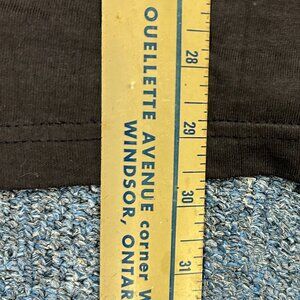 OUELLETTE AVENUE corner W
WINDSOR, ONTAR
28
29
30
31